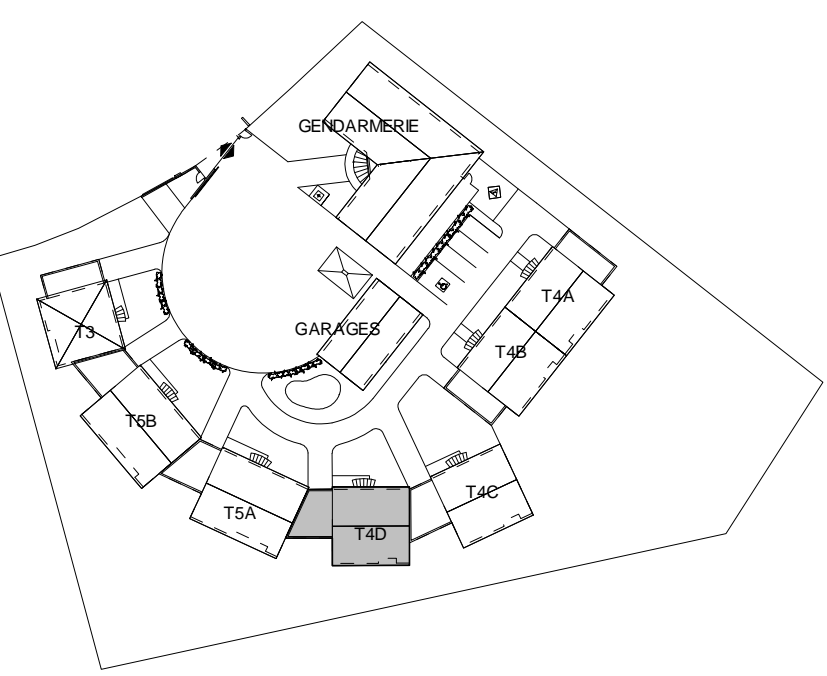 GENDARMERIE
T4A
T3
GARAGES
T4B
T5B
T4C
T5A
T4D